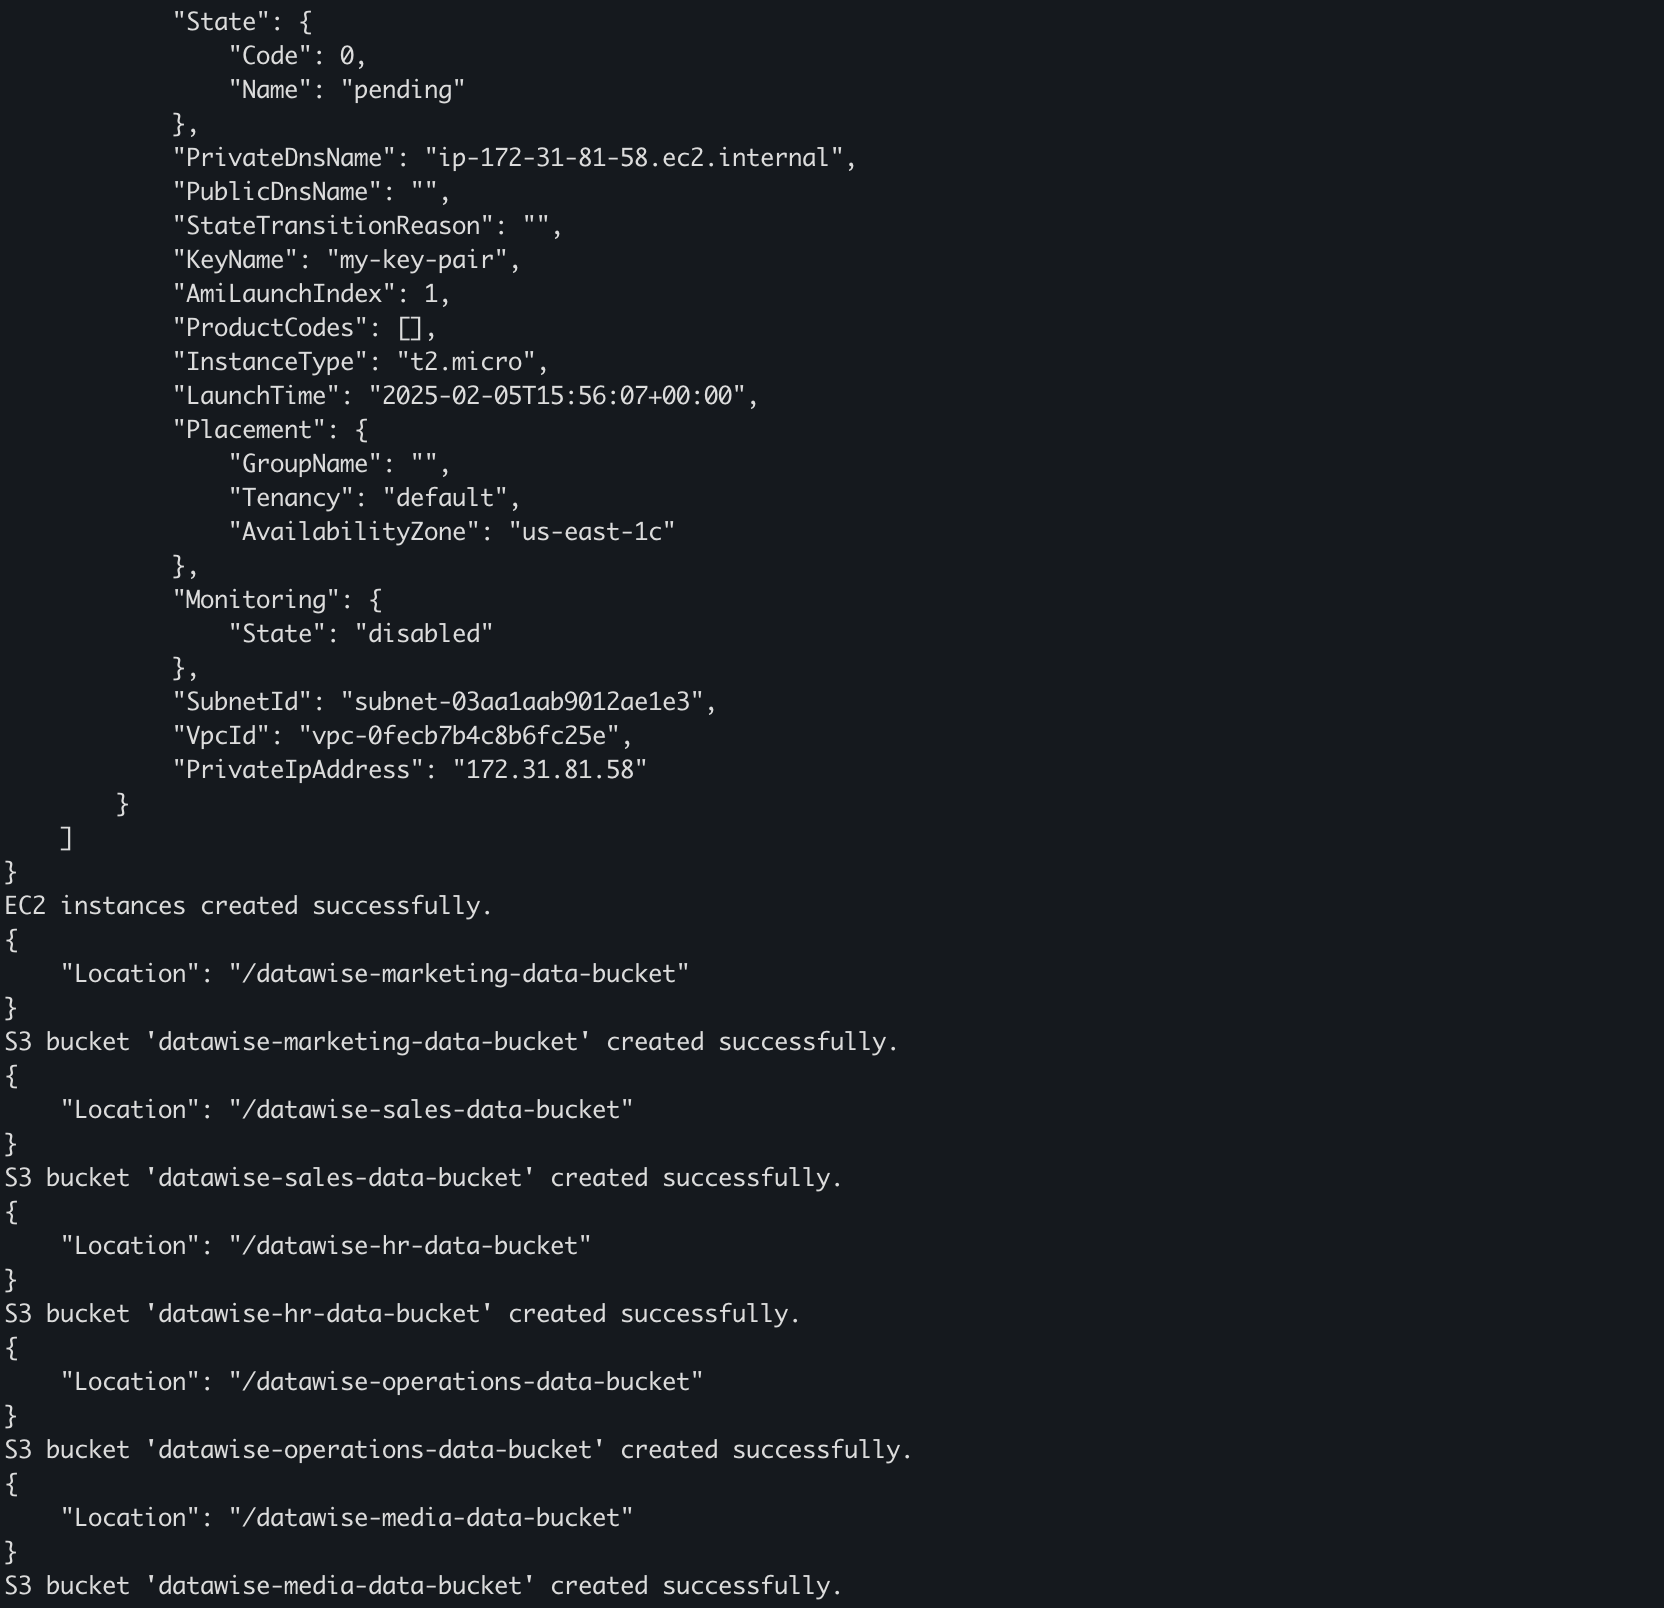 "State": {
"Code": 0,
"Name": "pending"
},
"PrivateDnsName": "ip-172-31-81-58.ec2.internal",
"PublicDnsName": "",
"StateTransitionReason": "",
"KeyName": "my-key-pair",
"AmiLaunchIndex": 1,
"ProductCodes": [],
"InstanceType": "t2.micro",
"LaunchTime": "2025-02-05T15:56:07+00:00",
"Placement": {
"GroupName": "",
"Tenancy": "default",
"AvailabilityZone": "us-east-1c"
},
"Monitoring": {
"State": "disabled"
},
"SubnetId": "subnet-03aa1aab9012ae1e3",
"VpcId": "vpc-0fecb7b4c8b6fc25e",
"PrivateIpAddress": "172.31.81.58"
}
]
}
EC2 instances created successfully.
{
"Location": "/datawise-marketing-data-bucket"
}
S3 bucket 'datawise-marketing-data-bucket' created successfully.
{
"Location": "/datawise-sales-data-bucket"
}
S3 bucket 'datawise-sales-data-bucket' created successfully.
{
"Location": "/datawise-hr-data-bucket"
}
S3 bucket 'datawise-hr-data-bucket' created successfully.
{
"Location": "/datawise-operations-data-bucket"
}
S3 bucket 'datawise-operations-data-bucket' created successfully.
{
"Location": "/datawise-media-data-bucket"
}
S3 bucket 'datawise-media-data-bucket' created successfully.